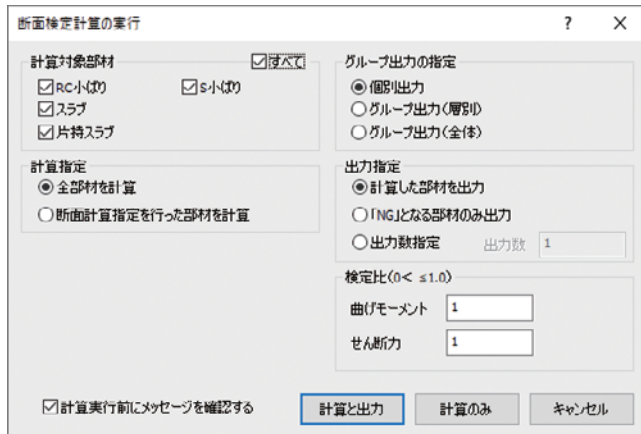 断面検定計算の実行
計算対象部材
すべて
RC小ばり
S小ばり
スラブ
片持スラブ
計算指定
全部材を計算
断面計算指定を行った部材を計算
グループ出力の指定
個別出力
グループ出力(層別)
グループ出力(全体)
出力指定
計算した部材を出力
「NG」となる部材のみ出力
出力数指定 出力数 1
検定比(0< ≤1.0)
曲げモーメント 1
せん断力 1
計算実行前にメッセージを確認する
計算と出力
計算のみ
キャンセル